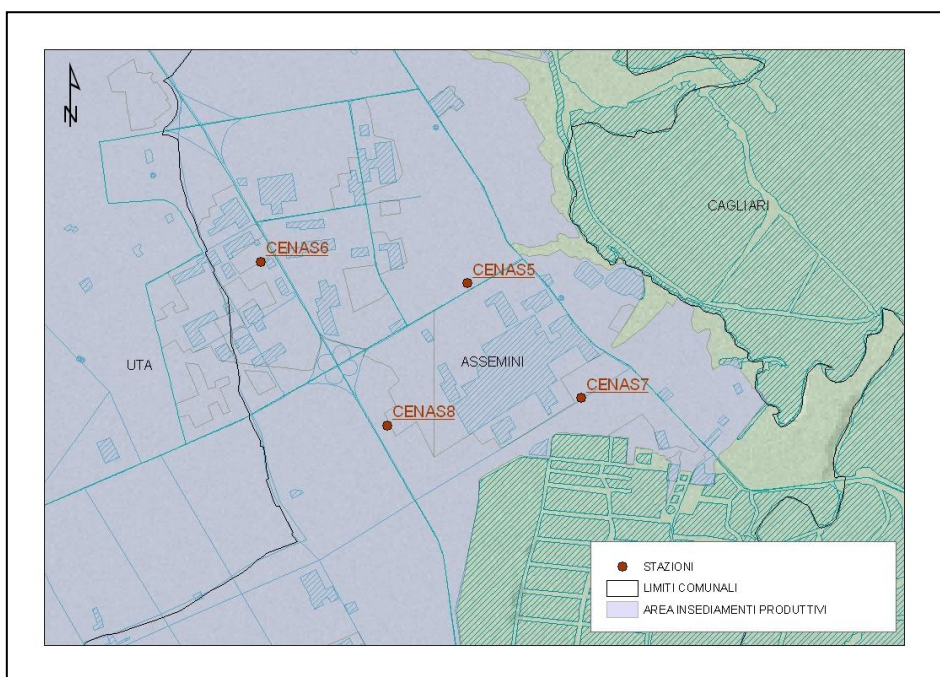 N
CAGLIARI
CENAS6
CENAS5
UTA
ASSEMINI
CENAS7
CENAS8
STAZIONI
LIMITI COMUNALI
AREA INSEDIAMENTI PRODUTTIVI